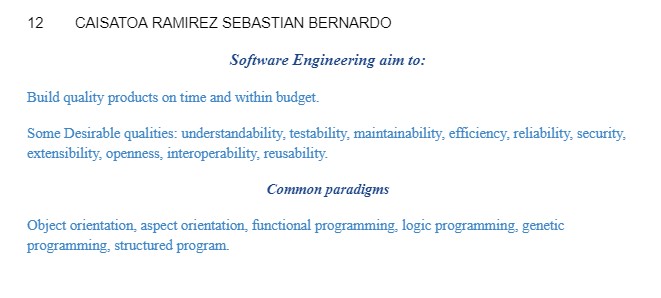 12 CAISATOA RAMIREZ SEBASTIAN BERNARDO
Software Engineering aim to:
Build quality products on time and within budget.
Some Desirable qualities: understandability, testability, maintainability, efficiency, reliability, security,
extensibility, openness, interoperability, reusability.
Common paradigms
Object orientation, aspect orientation, functional programming, logic programming, genetic
programming, structured program.